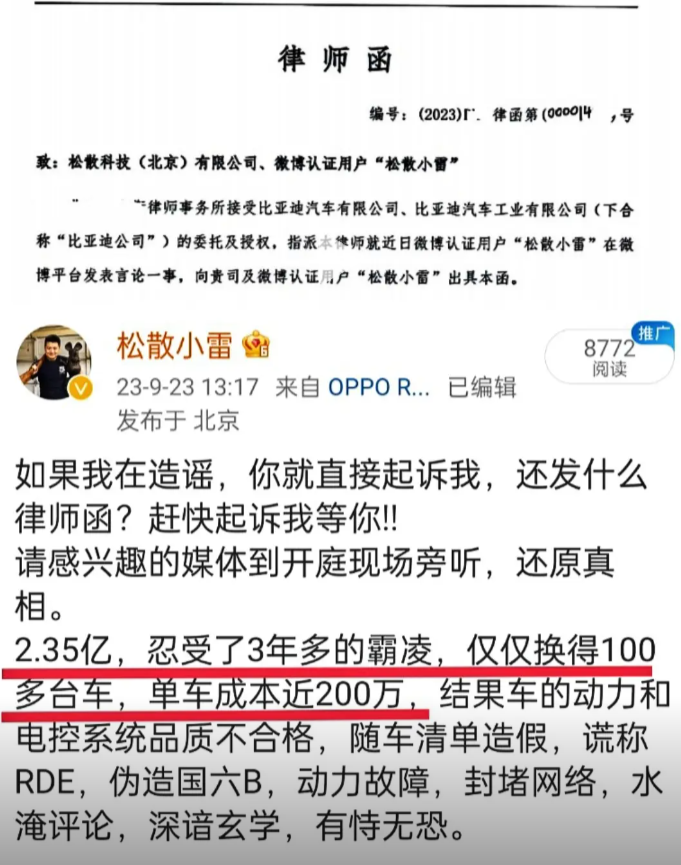 律师函
编号：(2023) 律函第(000014 号
致：松散科技（北京）有限公司、微博认证用户“松散小雷”
律师事务所接受比亚迪汽车有限公司、比亚迪汽车工业有限公司（下合
称“比亚迪公司”）的委托及授权，指派本律师就近日微博认证用户“松散小雷”在微
博平台发表言论一事，向贵司及微博认证用户“松散小雷”出具本函。
松散小雷
推广
8772
阅读
23-9-23 13:17 来自 OPPO R... 已编辑
发布于 北京
如果我在造谣，你就直接起诉我，还发什么
律师函？赶快起诉我等你!!
请感兴趣的媒体到开庭现场旁听，还原真
相。
2.35亿，忍受了3年多的霸凌，仅仅换得100
多台车，单车成本近200万，结果车的动力和
电控系统品质不合格，随车清单造假，谎称
RDE，伪造国六B，动力故障，封堵网络，水
淹评论，深谙玄学，有恃无恐。